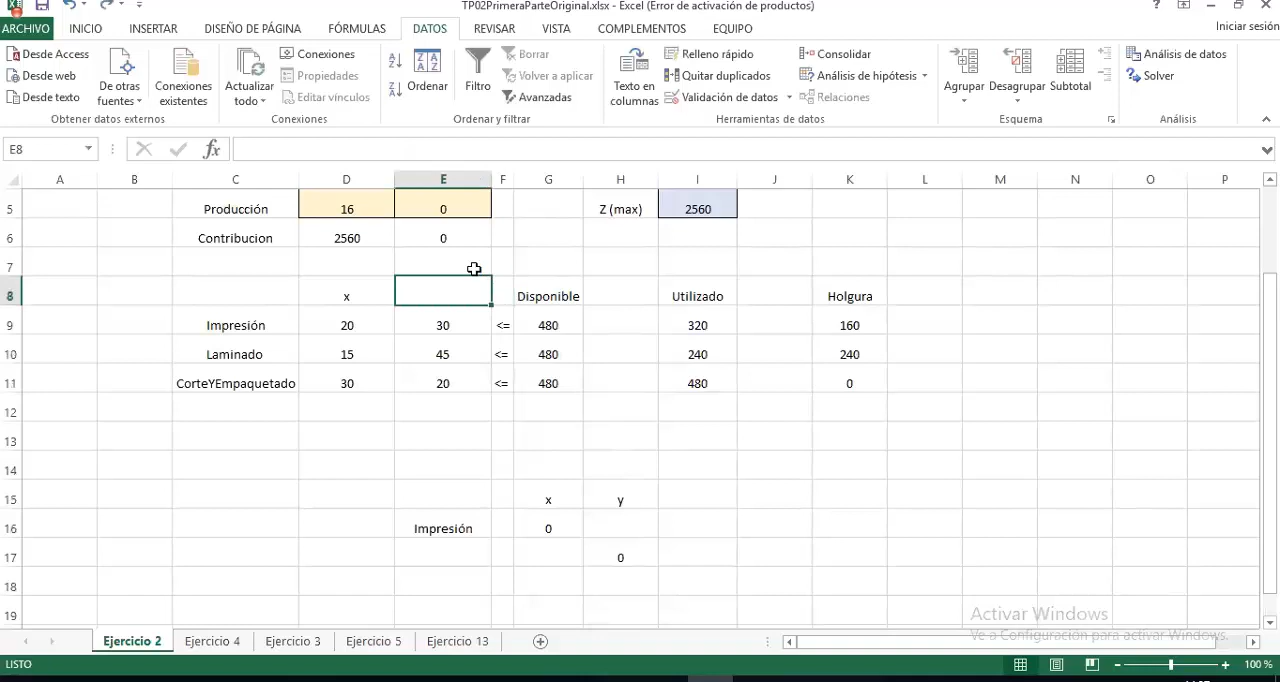 TP02PrimeraParteOriginal.xlsx - Excel (Error de activación de productos)
ARCHIVO INICIO INSERTAR DISEÑO DE PÁGINA FÓRMULAS DATOS REVISAR VISTA COMPLEMENTOS EQUIPO Iniciar sesión
Desde Access
Desde web
Desde texto
De otras fuentes
Conexiones existentes
Obtener datos externos
Actualizar todo
Conexiones
Propiedades
Editar vínculos
Conexiones
Ordenar
Filtro
Borrar
Volver a aplicar
Avanzadas
Ordenar y filtrar
Texto en columnas
Relleno rápido
Quitar duplicados
Validación de datos
Consolidar
Análisis de hipótesis
Relaciones
Herramientas de datos
Agrupar Desagrupar Subtotal
Esquema
Análisis de datos
Solver
Análisis
E8 fx
A B C D E F G H I J K L M N O P
5 Producción 16 0 Z (max) 2560
6 Contribucion 2560 0
7
8 x Disponible Utilizado Holgura
9 Impresión 20 30 <= 480 320 160
10 Laminado 15 45 <= 480 240 240
11 CorteYEmpaquetado 30 20 <= 480 480 0
12
13
14
15 x y
16 Impresión 0
17 0
18
19
Activar Windows
Ve a Configuración para activar Windows.
Ejercicio 2 Ejercicio 4 Ejercicio 3 Ejercicio 5 Ejercicio 13
LISTO 100 %